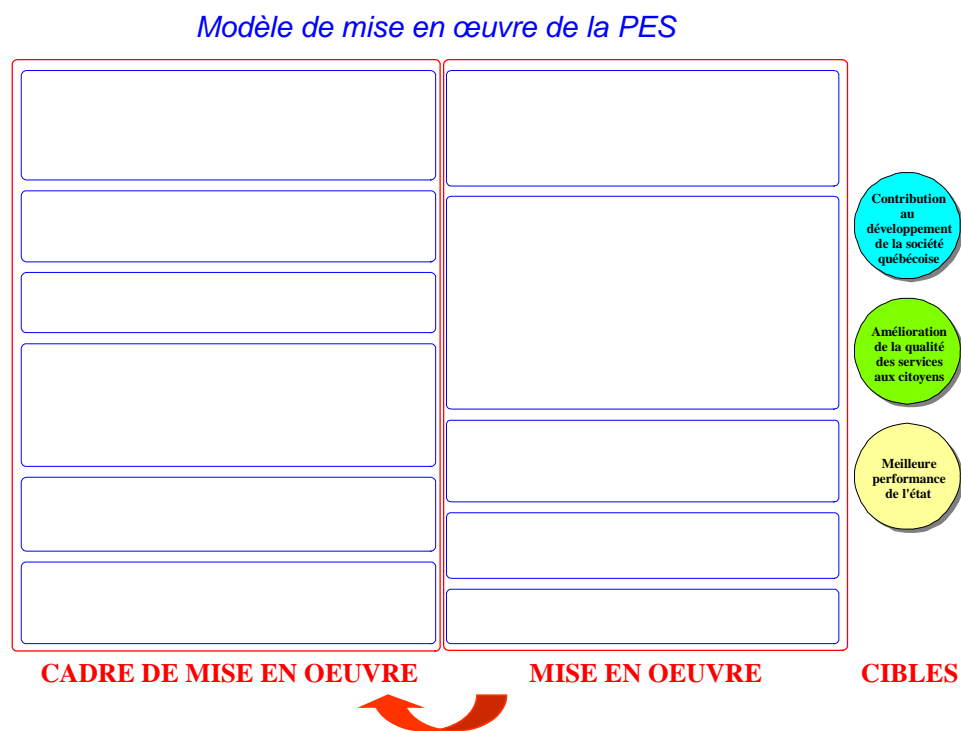 Modèle de mise en œuvre de la PES
Contribution
au
développement
de la société
québécoise
Amélioration
de la qualité
des services
aux citoyens
Meilleure
performance
de l'état
CADRE DE MISE EN OEUVRE
MISE EN OEUVRE
CIBLES